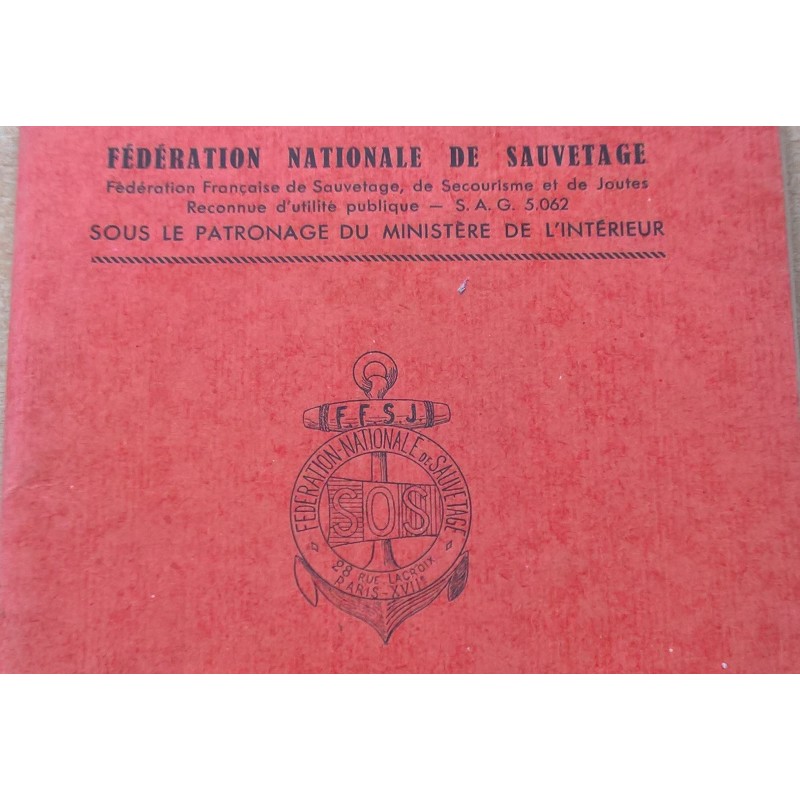 FÉDÉRATION NATIONALE DE SAUVETAGE
Fédération Française de Sauvetage, de Secourisme et de Joutes
Reconnue d'utilité publique — S. A. G. 5.062
SOUS LE PATRONAGE DU MINISTÈRE DE L'INTÉRIEUR
F.F.S.J.
FÉDÉRATION-NATIONALE DE SAUVETAGE
SOS
28 RUE LACROIX
PARIS-XVIIe